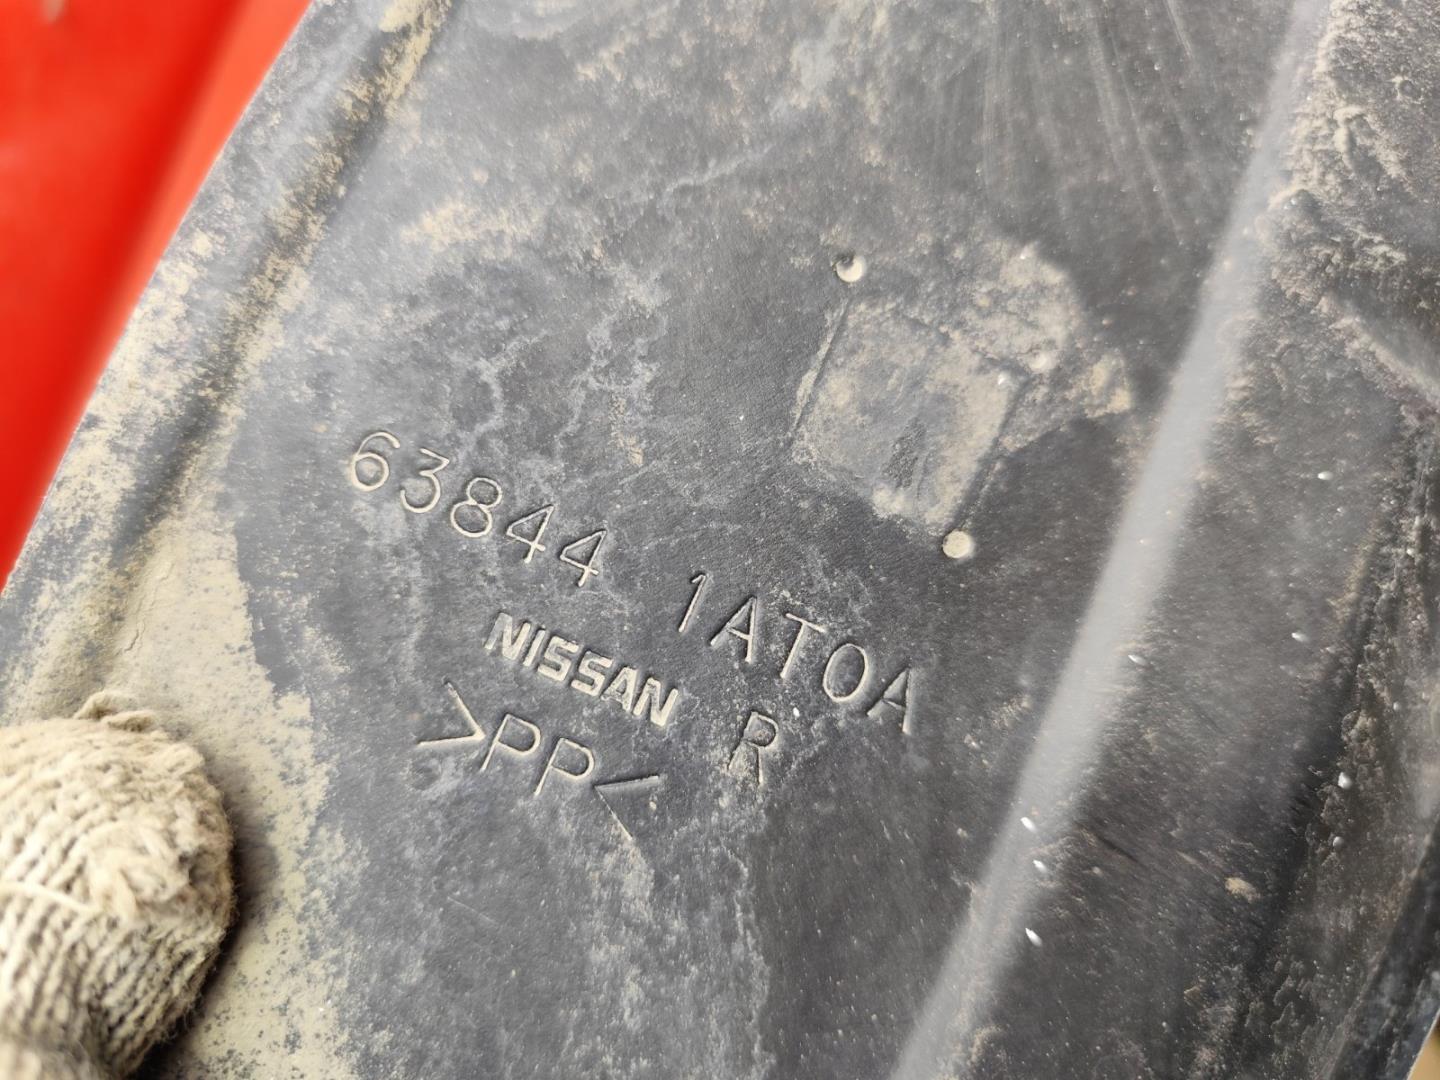 63844 1AT0A
NISSAN R
>PP<